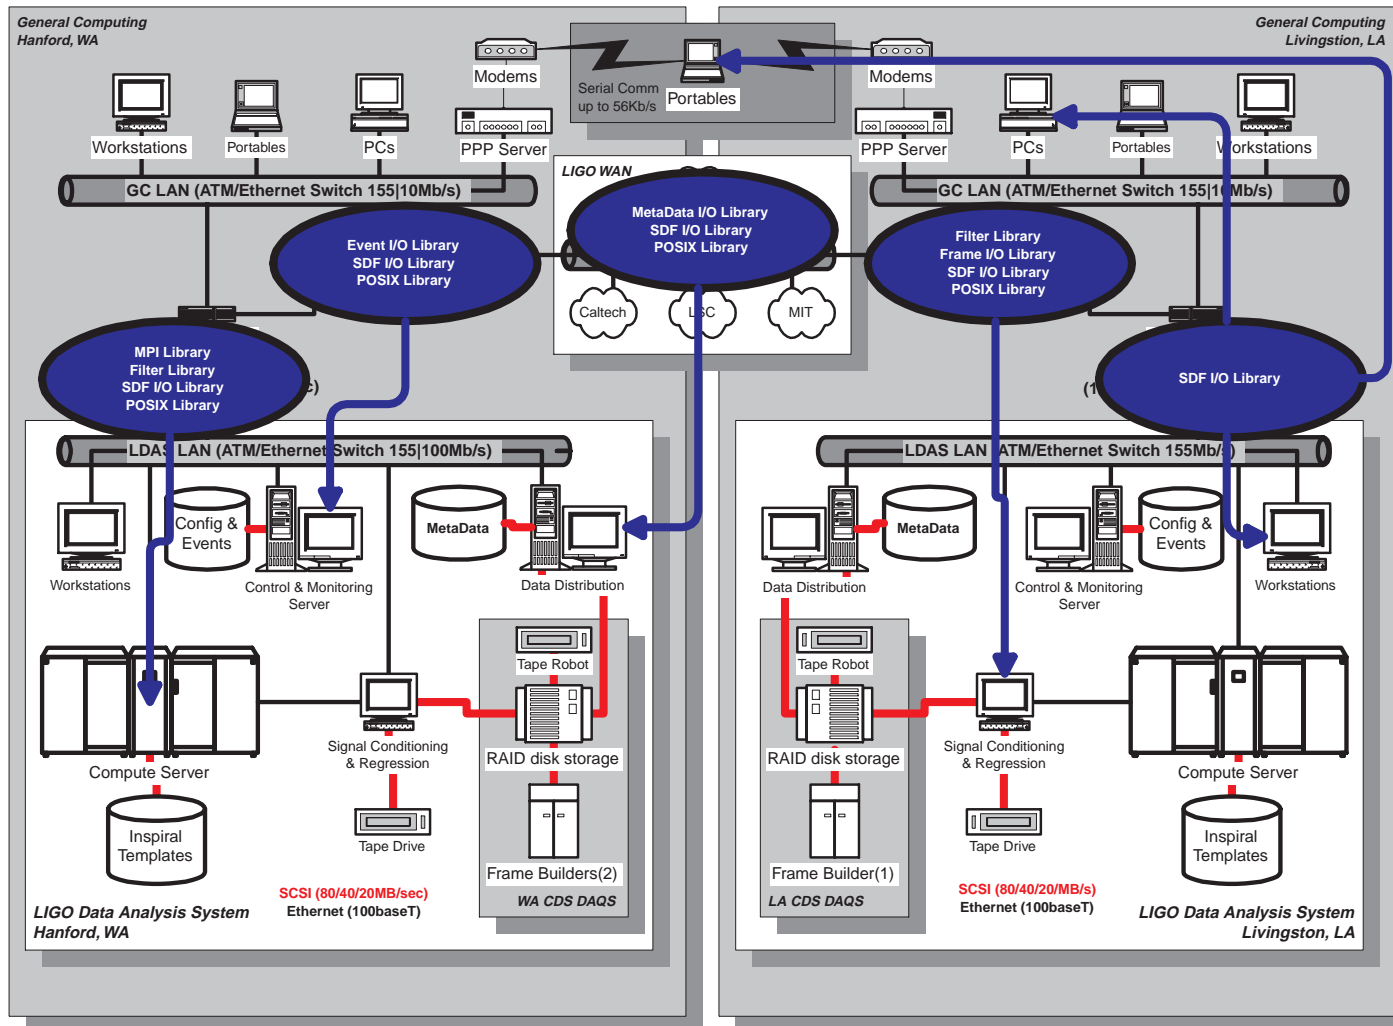 General Computing
Hanford, WA
General Computing
Livingston, LA
Modems
Serial Comm
up to 56Kb/s
Portables
Modems
Workstations
Portables
PCs
PPP Server
PPP Server
PCs
Portables
Workstations
LIGO WAN
GC LAN (ATM/Ethernet Switch 155|10Mb/s)
GC LAN (ATM/Ethernet Switch 155|10Mb/s)
Event I/O Library
SDF I/O Library
POSIX Library
MetaData I/O Library
SDF I/O Library
POSIX Library
Filter Library
Frame I/O Library
SDF I/O Library
POSIX Library
Caltech
LSC
MIT
MPI Library
Filter Library
SDF I/O Library
POSIX Library
c)
(1
SDF I/O Library
LDAS LAN (ATM/Ethernet Switch 155|100Mb/s)
LDAS LAN (ATM/Ethernet Switch 155Mb/s)
Workstations
Config &
Events
Control & Monitoring
Server
MetaData
Data Distribution
Data Distribution
MetaData
Control & Monitoring
Server
Config &
Events
Workstations
Tape Robot
Tape Robot
Compute Server
Signal Conditioning
& Regression
RAID disk storage
RAID disk storage
Signal Conditioning
& Regression
Compute Server
Inspiral
Templates
Tape Drive
Frame Builders(2)
Frame Builder(1)
Tape Drive
Inspiral
Templates
SCSI (80/40/20MB/sec)
Ethernet (100baseT)
WA CDS DAQS
LA CDS DAQS
SCSI (80/40/20/MB/s)
Ethernet (100baseT)
LIGO Data Analysis System
Hanford, WA
LIGO Data Analysis System
Livingston, LA